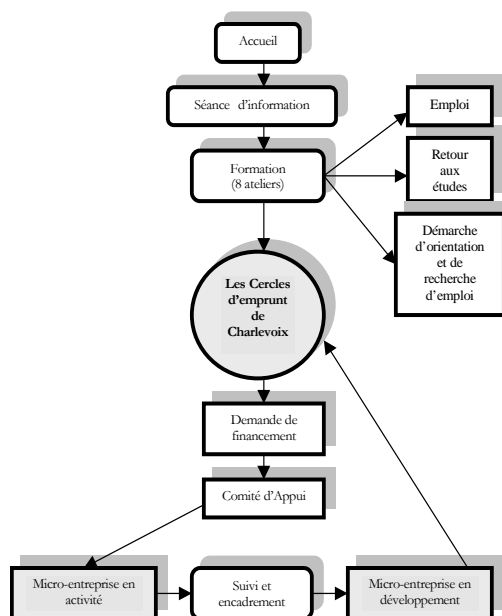 Accueil
Séance d'information
Formation
(8 ateliers)
Emploi
Retour
aux
études
Démarche
d'orientation
et de
recherche
d'emploi
Les Cercles
d'emprunt
de
Charlevoix
Demande de
financement
Comité d'Appui
Micro-entreprise en
activité
Suivi et
encadrement
Micro-entreprise en
développement